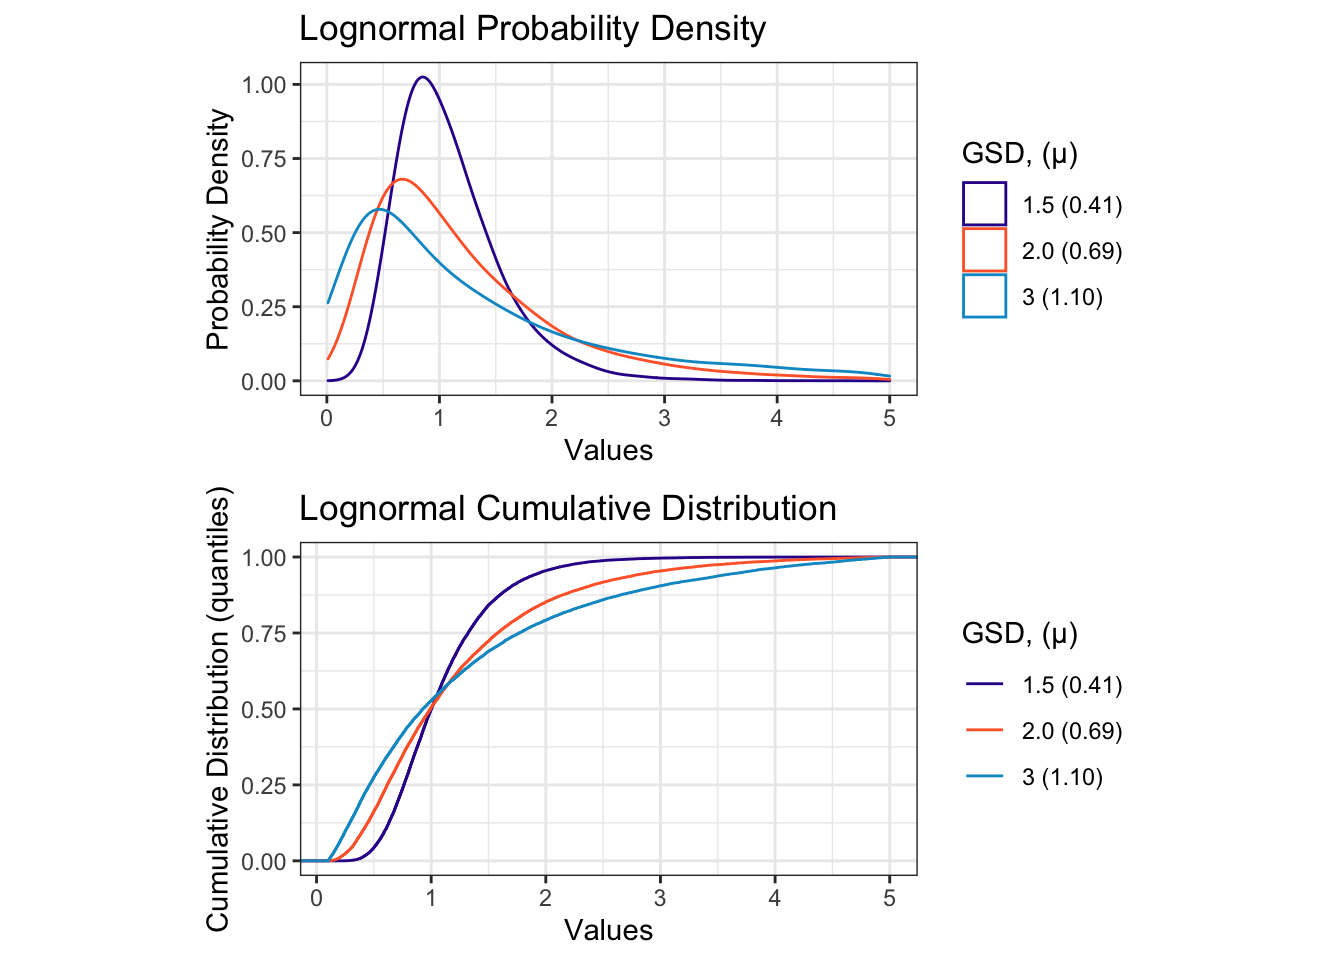 Lognormal Probability Density
Probability Density
1.00
0.75
0.50
0.25
0.00
0 1 2 3 4 5
Values
GSD, (μ)
1.5 (0.41)
2.0 (0.69)
3 (1.10)
Lognormal Cumulative Distribution
Cumulative Distribution (quantiles)
1.00
0.75
0.50
0.25
0.00
0 1 2 3 4 5
Values
GSD, (μ)
1.5 (0.41)
2.0 (0.69)
3 (1.10)